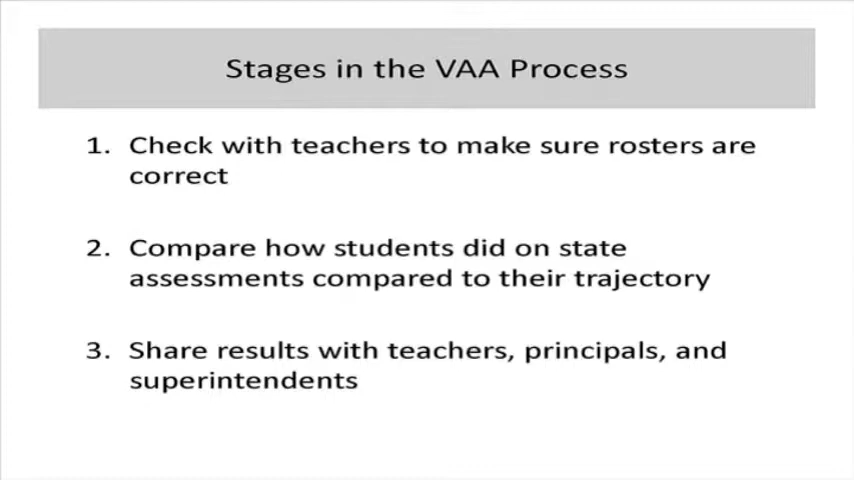 Stages in the VAA Process
1. Check with teachers to make sure rosters are
correct
2. Compare how students did on state
assessments compared to their trajectory
3. Share results with teachers, principals, and
superintendents